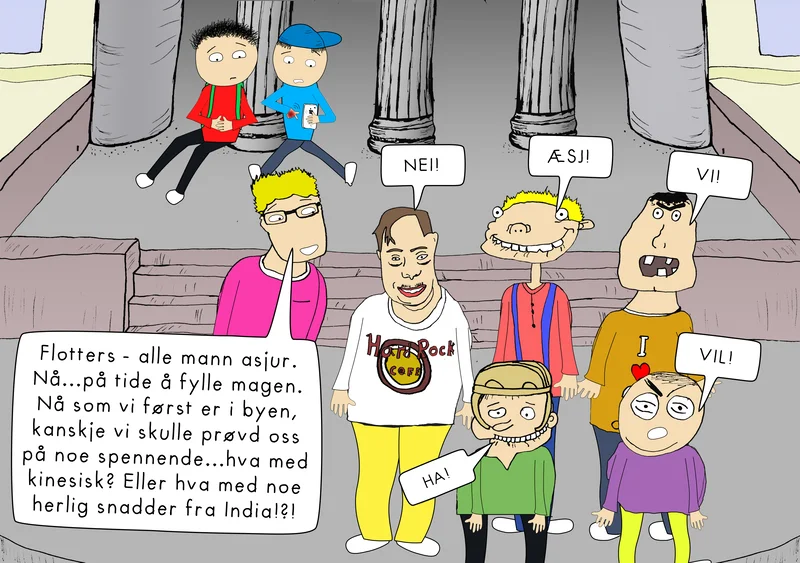 NEI!
ÆSJ!
VI!
Flotters - alle mann asjur.
Nå...på tide å fylle magen.
Nå som vi først er i byen,
kanskje vi skulle prøvd oss
på noe spennende...hva med
kinesisk? Eller hva med noe
herlig snadder fra India!?!
Hard Rock
COFE
I
VIL!
HA!